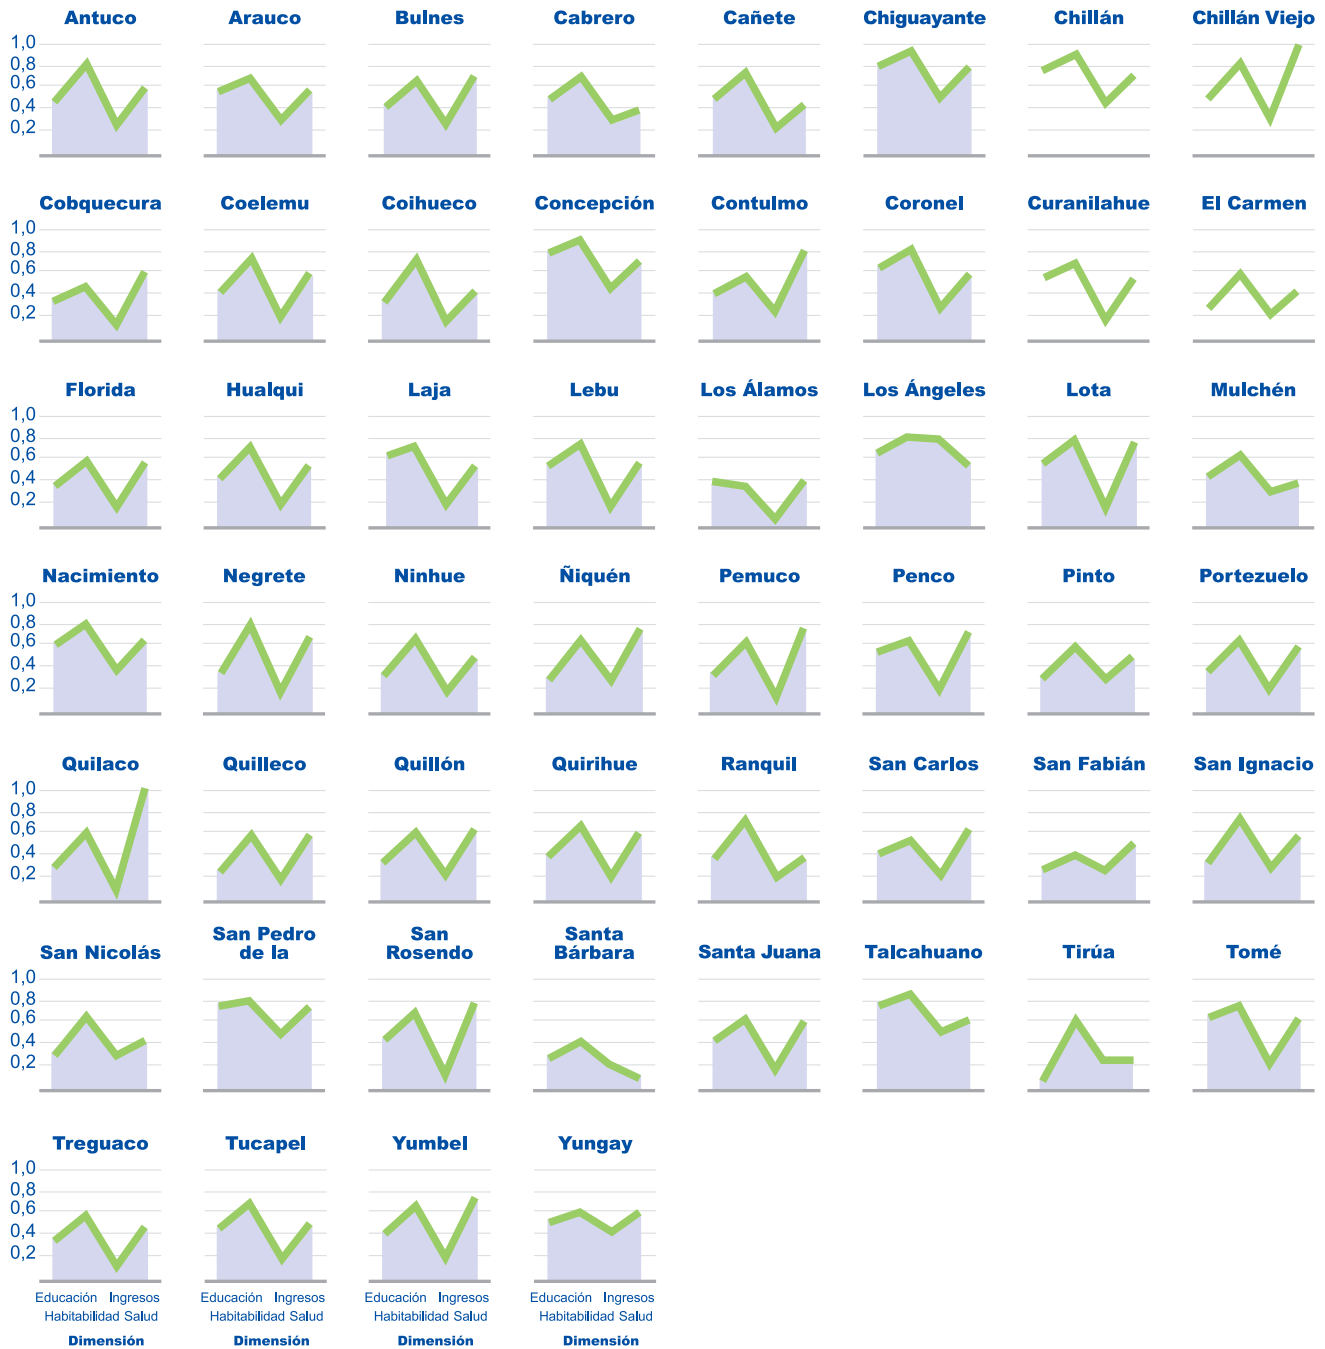 Antuco Arauco Bulnes Cabrero Cañete Chiguayante Chillán Chillán Viejo
1,0
0,8
0,6
0,4
0,2
Cobquecura Coelemu Coihueco Concepción Contulmo Coronel Curanilahue El Carmen
1,0
0,8
0,6
0,4
0,2
Florida Hualqui Laja Lebu Los Álamos Los Ángeles Lota Mulchén
1,0
0,8
0,6
0,4
0,2
Nacimiento Negrete Ninhue Ñiquén Pemuco Penco Pinto Portezuelo
1,0
0,8
0,6
0,4
0,2
Quilaco Quilleco Quillón Quirihue Ranquil San Carlos San Fabián San Ignacio
1,0
0,8
0,6
0,4
0,2
San Nicolás San Pedro
de la San
Rosendo Santa
Bárbara Santa Juana Talcahuano Tirúa Tomé
1,0
0,8
0,6
0,4
0,2
Treguaco Tucapel Yumbel Yungay
1,0
0,8
0,6
0,4
0,2
Educación Ingresos Educación Ingresos Educación Ingresos Educación Ingresos
Habitabilidad Salud Habitabilidad Salud Habitabilidad Salud Habitabilidad Salud
Dimensión Dimensión Dimensión Dimensión